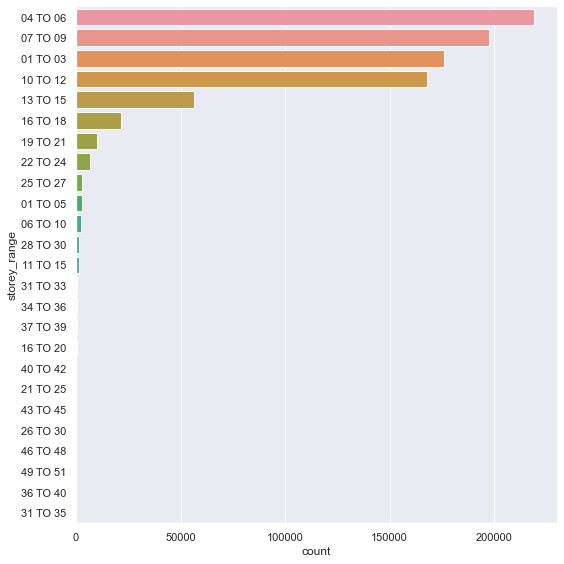 04 TO 06
07 TO 09
01 TO 03
10 TO 12
13 TO 15
16 TO 18
19 TO 21
22 TO 24
25 TO 27
01 TO 05
06 TO 10
28 TO 30
11 TO 15
31 TO 33
34 TO 36
37 TO 39
16 TO 20
40 TO 42
21 TO 25
43 TO 45
26 TO 30
46 TO 48
49 TO 51
36 TO 40
31 TO 35
storey_range
0 50000 100000 150000 200000
count